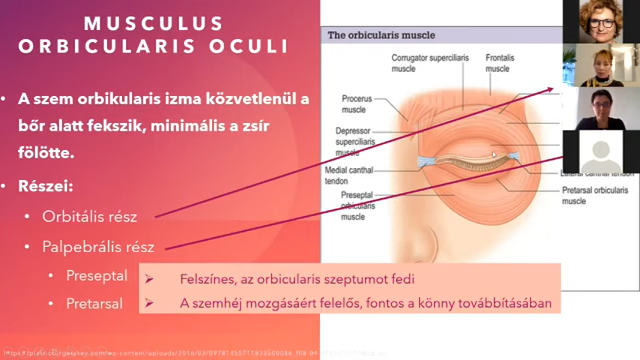 MUSCULUS
ORBICULARIS OCULI
• A szem orbikularis izma közvetlenül a
bőr alatt fekszik, minimális a zsír
fölötte.
• Részei:
• Orbitális rész
• Palpebrális rész
• Preseptal
• Pretarsal
Felszínes, az orbicularis szeptumot fedi
A szemhéj mozgásáért felelős, fontos a könny továbbításában
The orbicularis muscle
Corrugator superciliaris
muscle
Frontalis
muscle
Procerus
muscle
Depressor
superciliaris
muscle
Medial canthal
tendon
Preseptal
orbicularis
muscle
Lateral canthal tendon
Pretarsal orbicularis
muscle